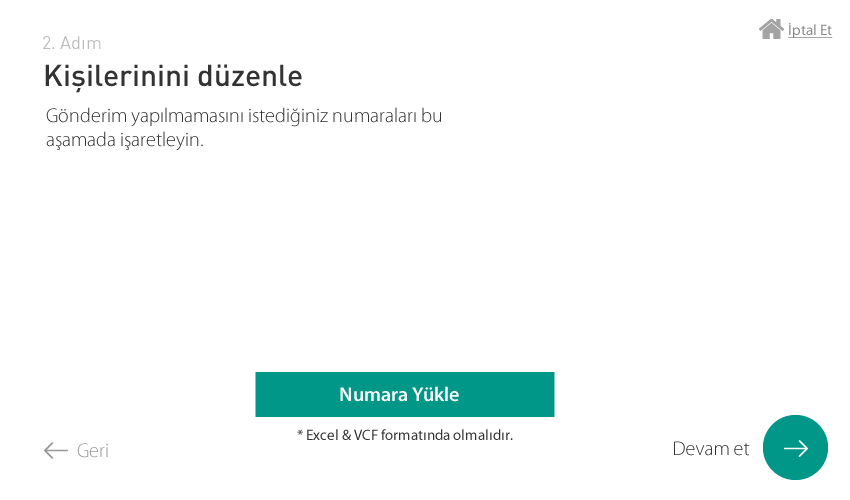 İptal Et
2. Adım
Kişilerinini düzenle
Gönderim yapılmamasını istediğiniz numaraları bu
aşamada işaretleyin.
Numara Yükle
* Excel & VCF formatında olmalıdır.
Geri
Devam et